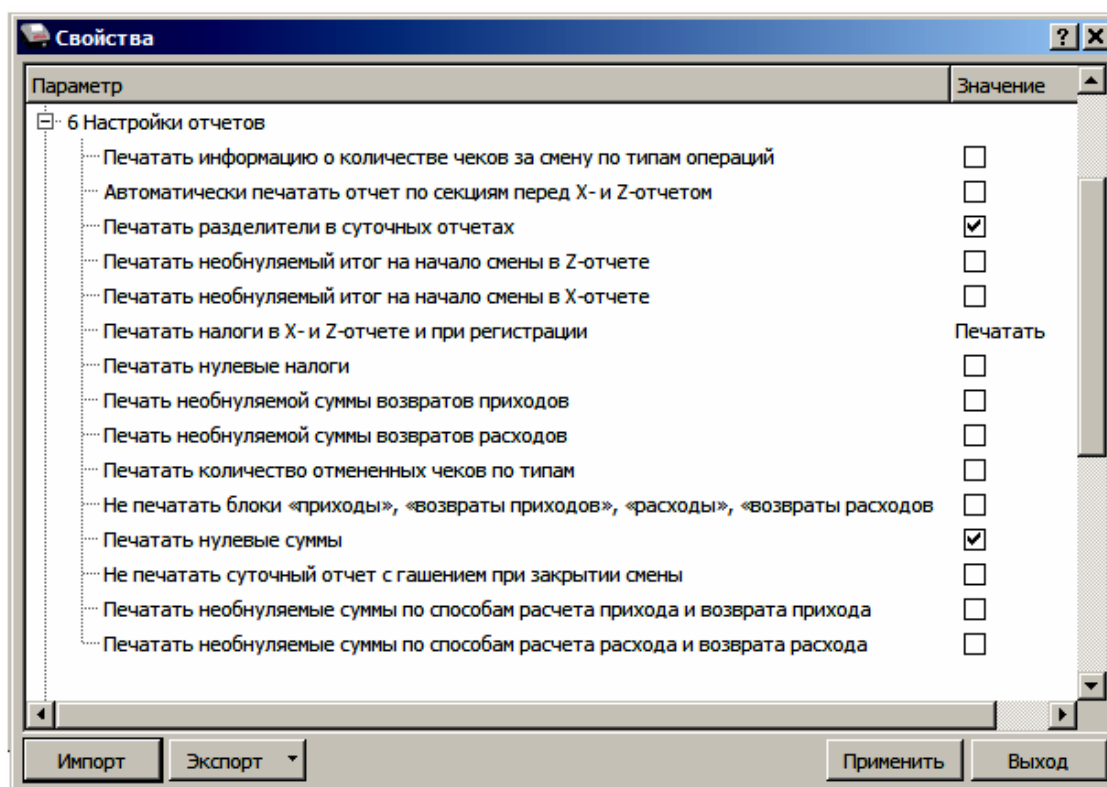 Свойства
Параметр Значение
6 Настройки отчетов
Печатать информацию о количестве чеков за смену по типам операций
Автоматически печатать отчет по секциям перед X- и Z-отчетом
Печатать разделители в суточных отчетах
Печатать необнуляемый итог на начало смены в Z-отчете
Печатать необнуляемый итог на начало смены в X-отчете
Печатать налоги в X- и Z-отчете и при регистрации Печатать
Печатать нулевые налоги
Печать необнуляемой суммы возвратов приходов
Печать необнуляемой суммы возвратов расходов
Печатать количество отмененных чеков по типам
Не печатать блоки «приходы», «возвраты приходов», «расходы», «возвраты расходов
Печатать нулевые суммы
Не печатать суточный отчет с гашением при закрытии смены
Печатать необнуляемые суммы по способам расчета прихода и возврата прихода
Печатать необнуляемые суммы по способам расчета расхода и возврата расхода
Импорт Экспорт Применить Выход